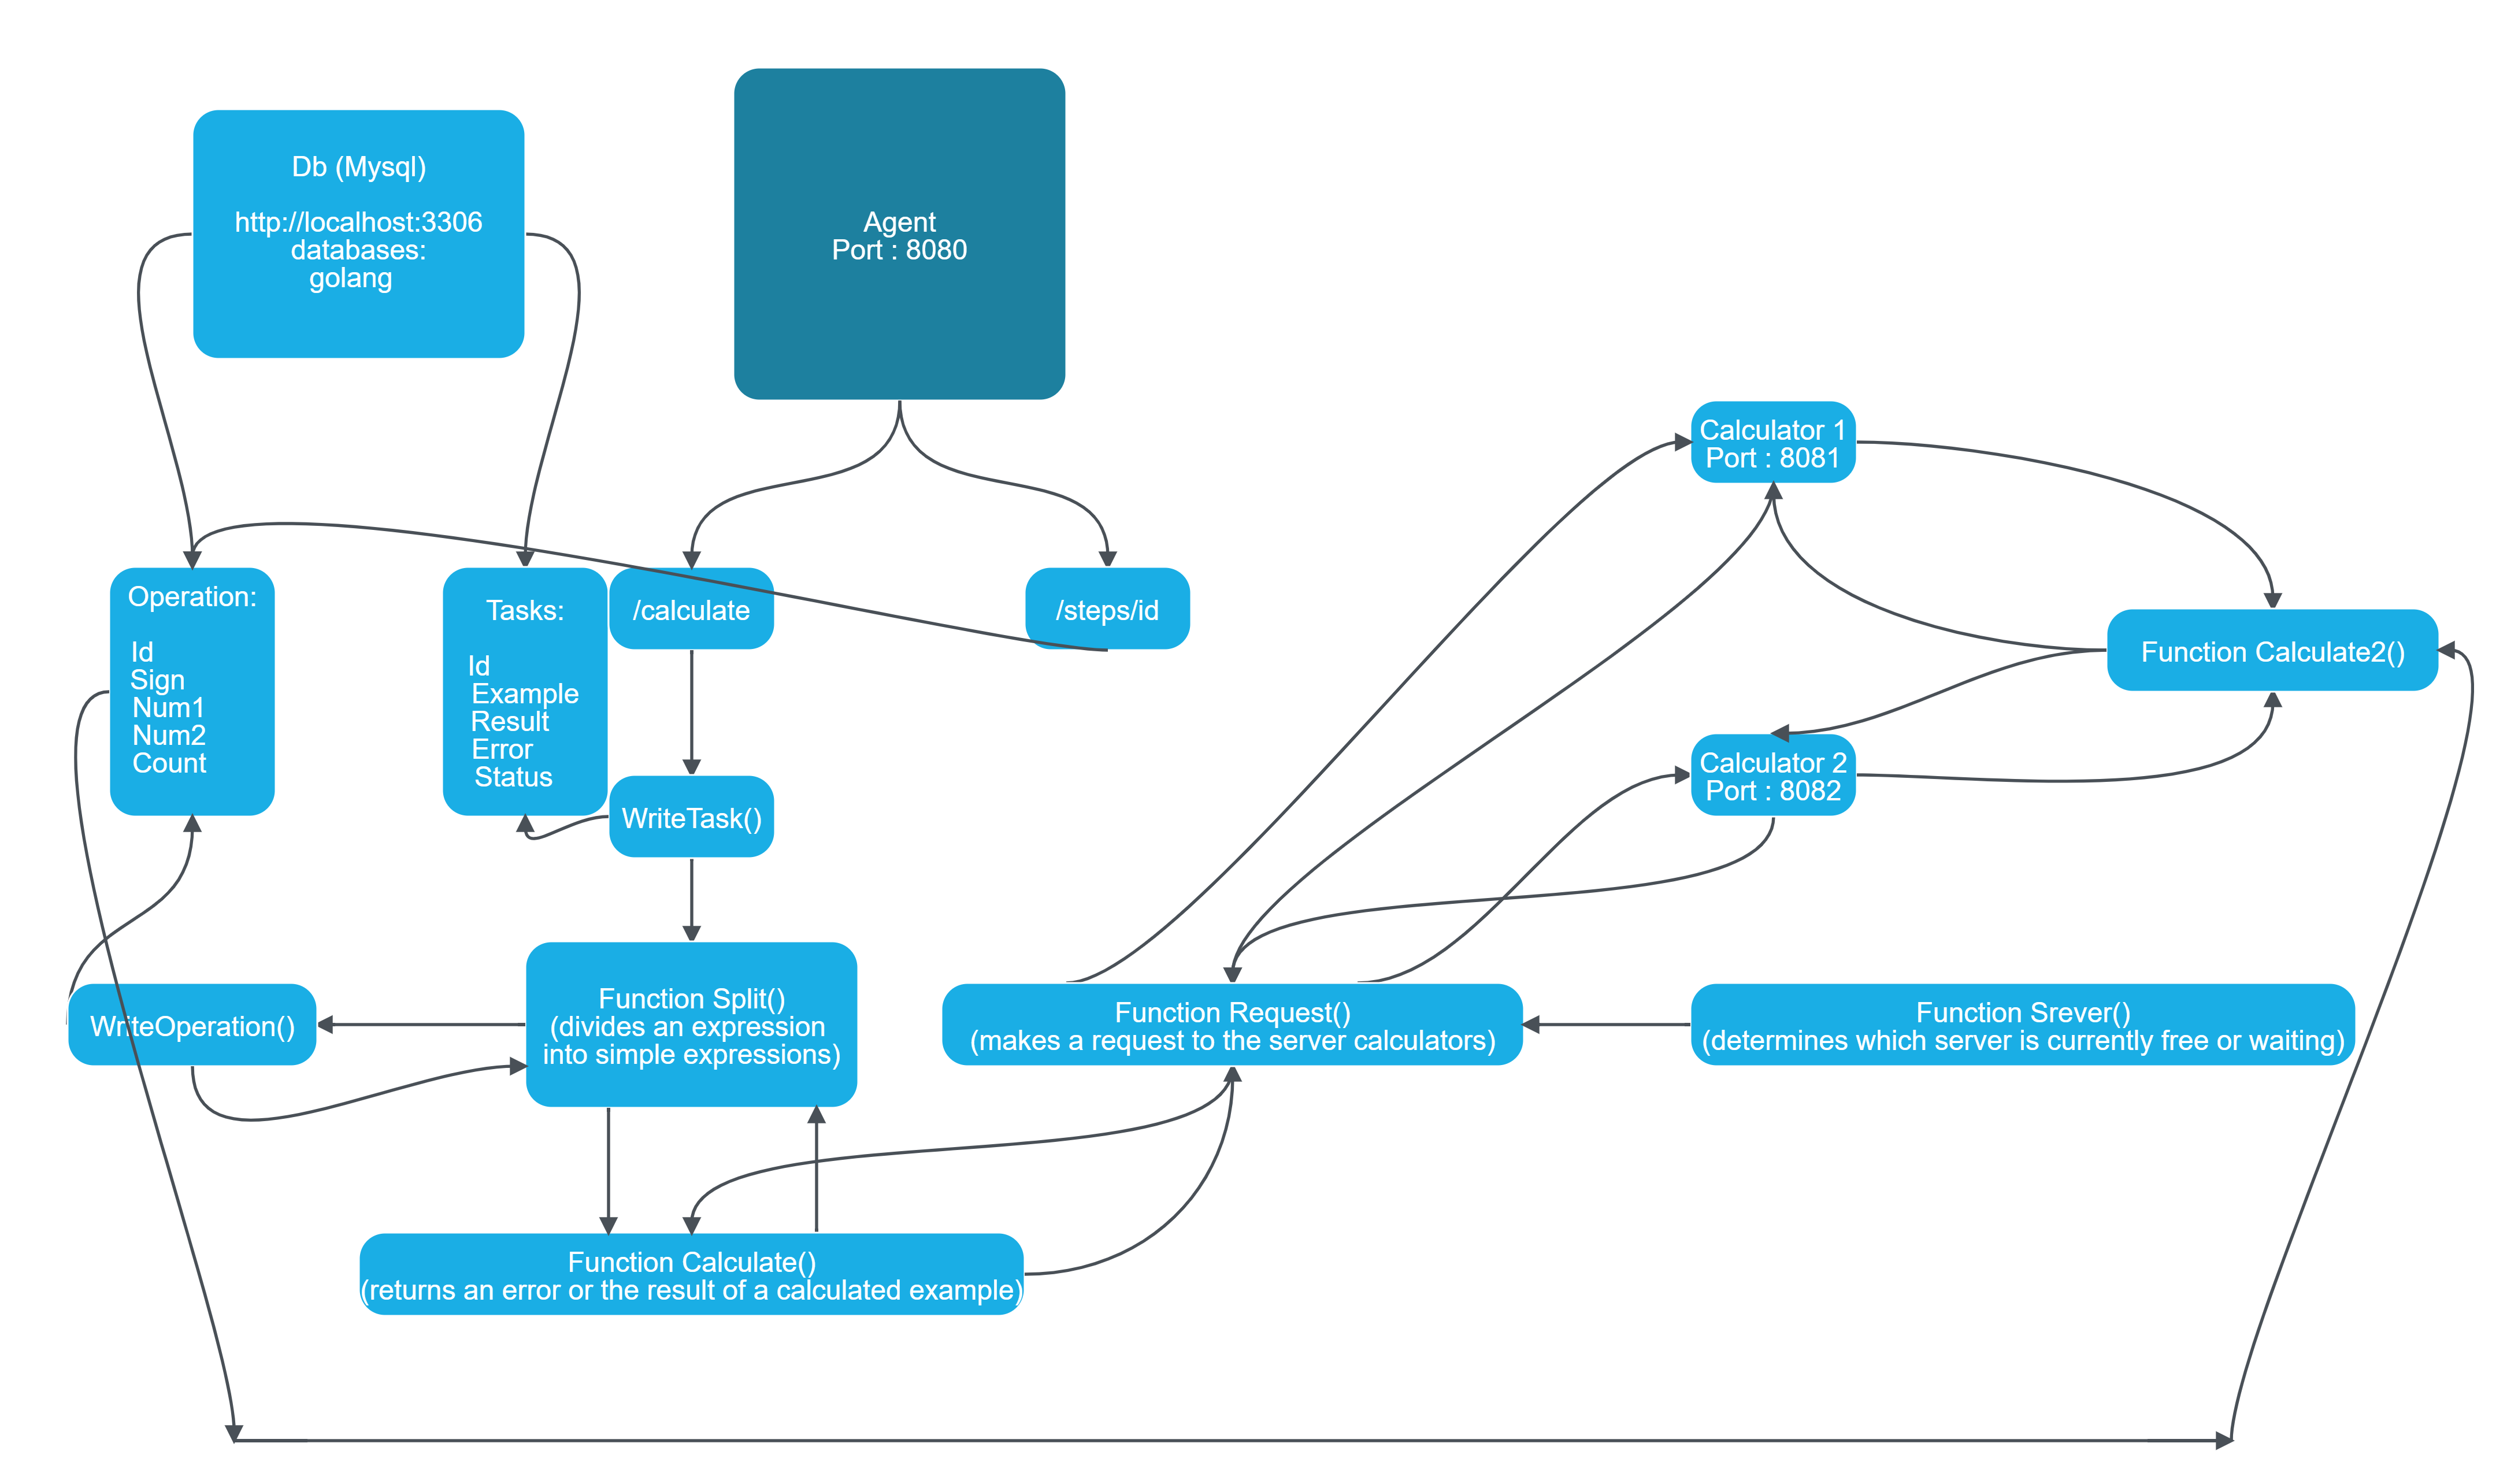 Db (Mysql)
http://localhost:3306
databases:
golang
Agent
Port : 8080
Calculator 1
Port : 8081
Operation:
Id
Sign
Num1
Num2
Count
Tasks:
Id
Example
Result
Error
Status
/calculate
/steps/id
Function Calculate2()
Calculator 2
Port : 8082
WriteTask()
WriteOperation()
Function Split()
(divides an expression
into simple expressions)
Function Request()
(makes a request to the server calculators)
Function Srever()
(determines which server is currently free or waiting)
Function Calculate()
(returns an error or the result of a calculated example)